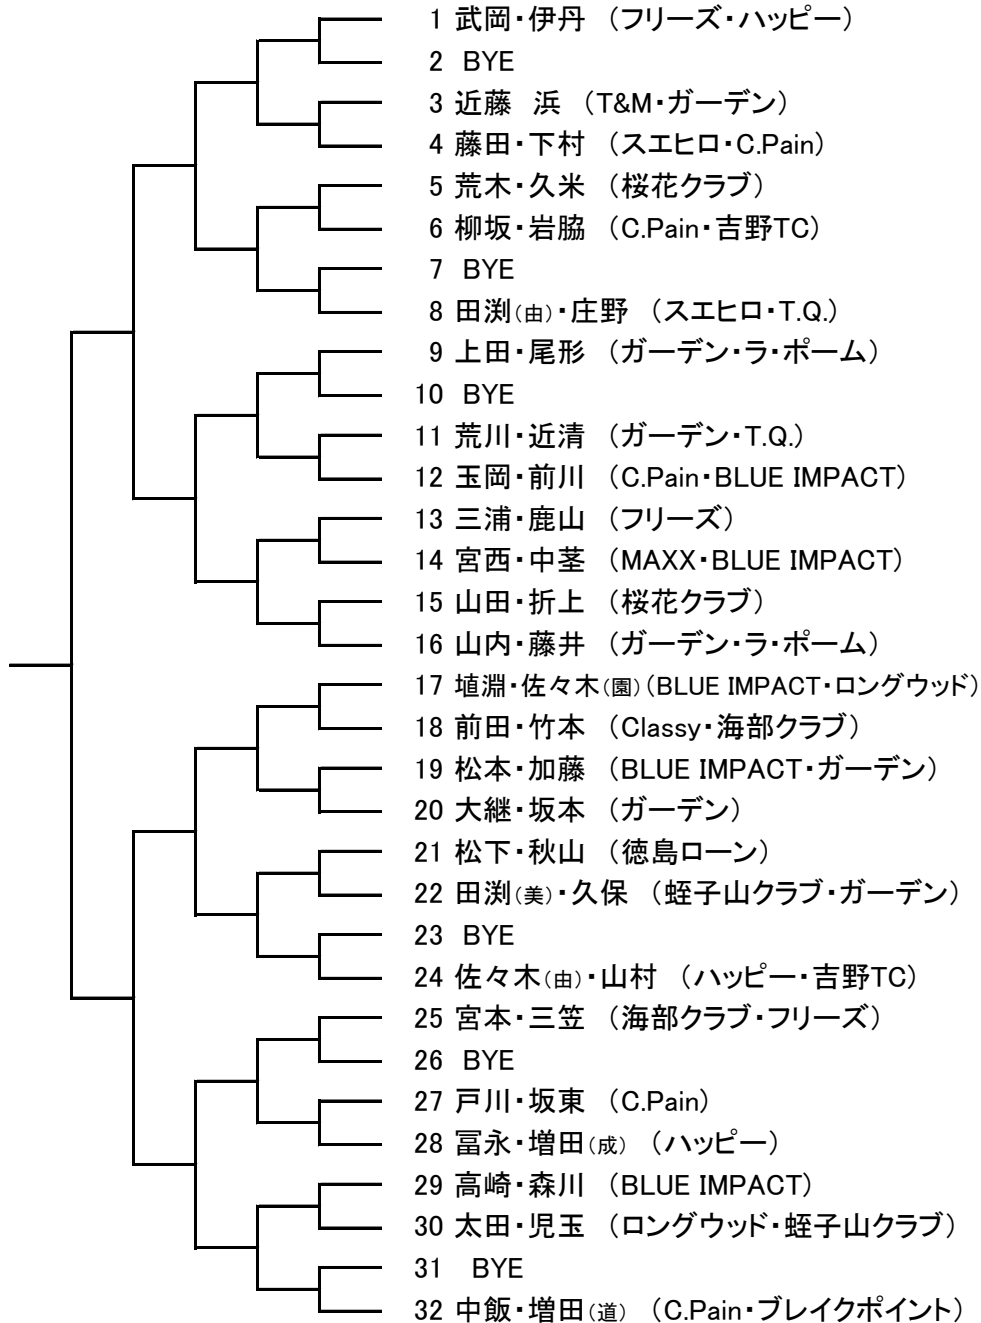 1 武岡・伊丹 （フリーズ・ハッピー）
2 BYE
3 近藤　浜 （T&M・ガーデン）
4 藤田・下村 （スエヒロ・C.Pain）
5 荒木・久米 （桜花クラブ）
6 柳坂・岩脇 （C.Pain・吉野TC）
7 BYE
8 田渕（由）・庄野 （スエヒロ・T.Q.）
9 上田・尾形 （ガーデン・ラ・ポーム）
10 BYE
11 荒川・近清 （ガーデン・T.Q.）
12 玉岡・前川 （C.Pain・BLUE IMPACT）
13 三浦・鹿山 （フリーズ）
14 宮西・中茎 （MAXX・BLUE IMPACT）
15 山田・折上 （桜花クラブ）
16 山内・藤井 （ガーデン・ラ・ポーム）
17 埴淵・佐々木（園）（BLUE IMPACT・ロングウッド）
18 前田・竹本 （Classy・海部クラブ）
19 松本・加藤 （BLUE IMPACT・ガーデン）
20 大継・坂本 （ガーデン）
21 松下・秋山 （徳島ローン）
22 田渕（美）・久保 （蛭子山クラブ・ガーデン）
23 BYE
24 佐々木（由）・山村 （ハッピー・吉野TC）
25 宮本・三笠 （海部クラブ・フリーズ）
26 BYE
27 戸川・坂東 （C.Pain）
28 冨永・増田（成） （ハッピー）
29 高崎・森川 （BLUE IMPACT）
30 太田・児玉 （ロングウッド・蛭子山クラブ）
31 BYE
32 中飯・増田（道） （C.Pain・ブレイクポイント）